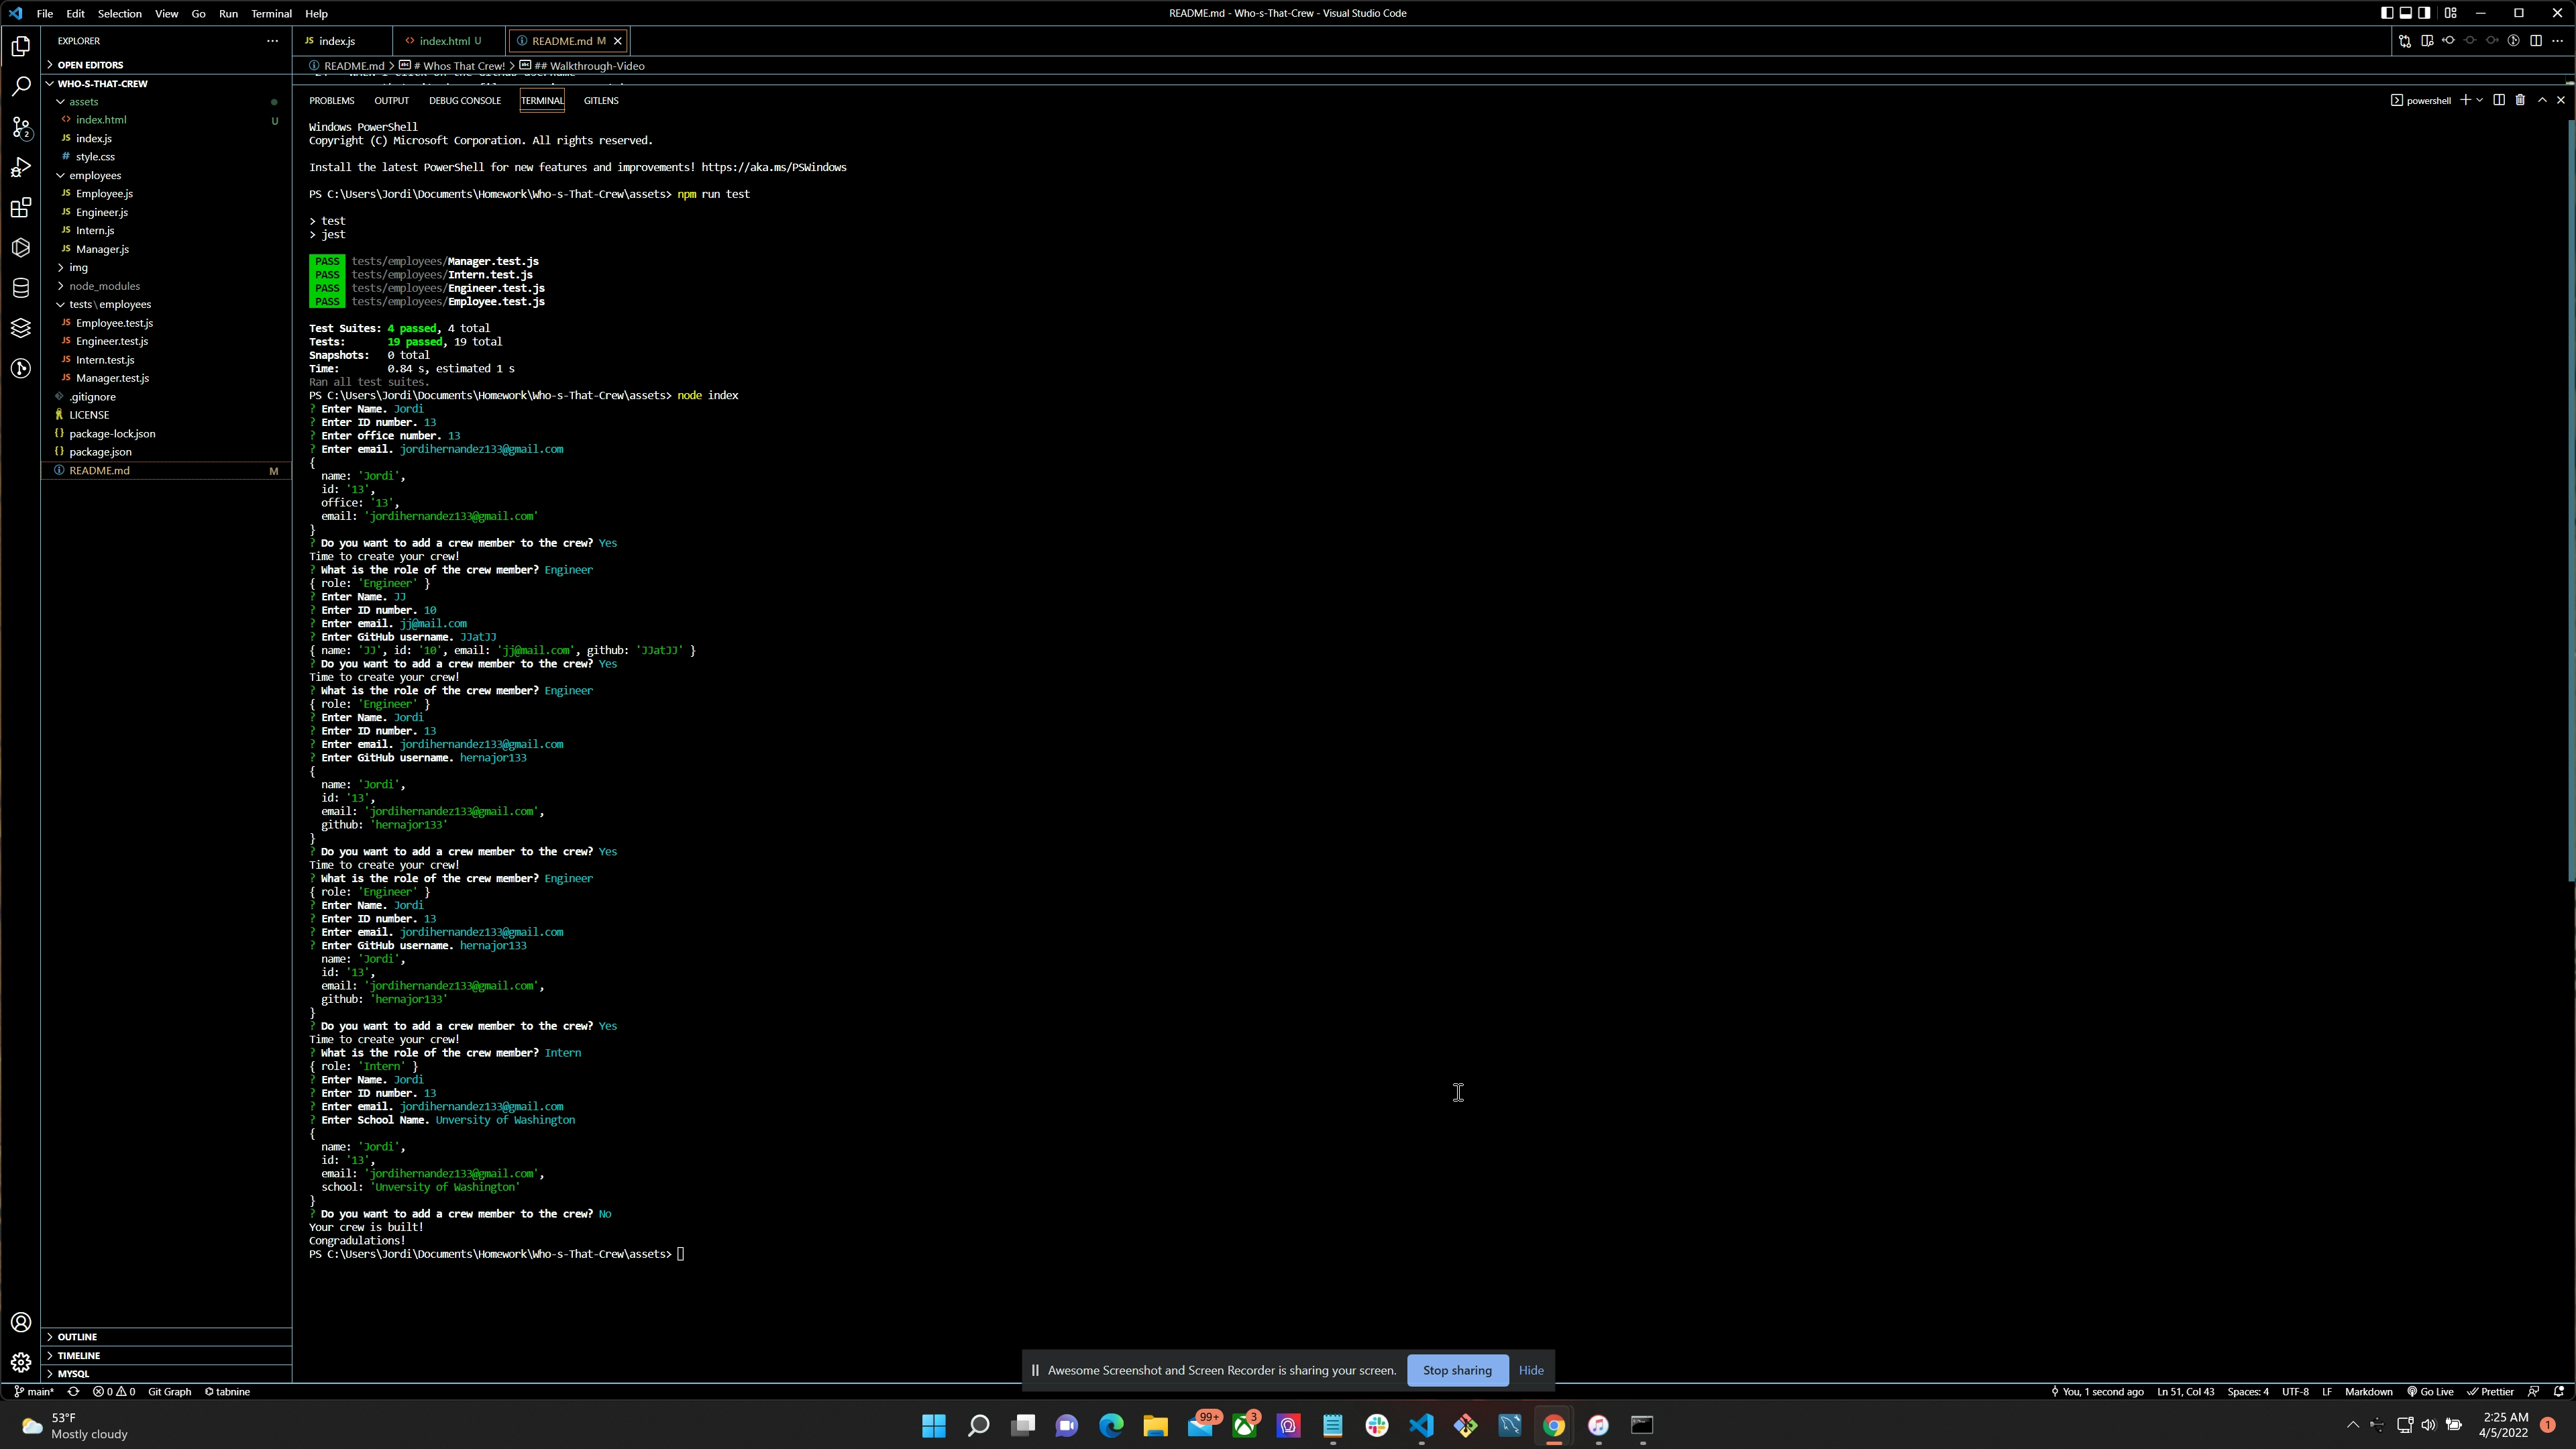 File Edit Selection View Go Run Terminal Help
README.md - Who-s-That-Crew - Visual Studio Code
EXPLORER
JS index.js
<> index.html U
README.md M
OPEN EDITORS
README.md > # Whos That Crew! > ## Walkthrough-Video
WHO-S-THAT-CREW
assets
<> index.html U
JS index.js
# style.css
employees
JS Employee.js
JS Engineer.js
JS Intern.js
JS Manager.js
img
node_modules
tests\employees
JS Employee.test.js
JS Engineer.test.js
JS Intern.test.js
JS Manager.test.js
.gitignore
LICENSE
{} package-lock.json
{} package.json
README.md M
PROBLEMS OUTPUT DEBUG CONSOLE TERMINAL GITLENS
powershell
Windows PowerShell
Copyright (C) Microsoft Corporation. All rights reserved.
Install the latest PowerShell for new features and improvements! https://aka.ms/PSWindows
PS C:\Users\Jordi\Documents\Homework\Who-s-That-Crew\assets> npm run test
> test
> jest
PASS tests/employees/Manager.test.js
PASS tests/employees/Intern.test.js
PASS tests/employees/Engineer.test.js
PASS tests/employees/Employee.test.js
Test Suites: 4 passed, 4 total
Tests: 19 passed, 19 total
Snapshots: 0 total
Time: 0.84 s, estimated 1 s
Ran all test suites.
PS C:\Users\Jordi\Documents\Homework\Who-s-That-Crew\assets> node index
? Enter Name. Jordi
? Enter ID number. 13
? Enter office number. 13
? Enter email. jordihernandez133@gmail.com
{
name: 'Jordi',
id: '13',
office: '13',
email: 'jordihernandez133@gmail.com'
}
? Do you want to add a crew member to the crew? Yes
Time to create your crew!
? What is the role of the crew member? Engineer
{ role: 'Engineer' }
? Enter Name. JJ
? Enter ID number. 10
? Enter email. jj@mail.com
? Enter GitHub username. JJatJJ
{ name: 'JJ', id: '10', email: 'jj@mail.com', github: 'JJatJJ' }
? Do you want to add a crew member to the crew? Yes
Time to create your crew!
? What is the role of the crew member? Engineer
{ role: 'Engineer' }
? Enter Name. Jordi
? Enter ID number. 13
? Enter email. jordihernandez133@gmail.com
? Enter GitHub username. hernajor133
{
name: 'Jordi',
id: '13',
email: 'jordihernandez133@gmail.com',
github: 'hernajor133'
}
? Do you want to add a crew member to the crew? Yes
Time to create your crew!
? What is the role of the crew member? Engineer
{ role: 'Engineer' }
? Enter Name. Jordi
? Enter ID number. 13
? Enter email. jordihernandez133@gmail.com
? Enter GitHub username. hernajor133
name: 'Jordi',
id: '13',
email: 'jordihernandez133@gmail.com',
github: 'hernajor133'
}
? Do you want to add a crew member to the crew? Yes
Time to create your crew!
? What is the role of the crew member? Intern
{ role: 'Intern' }
? Enter Name. Jordi
? Enter ID number. 13
? Enter email. jordihernandez133@gmail.com
? Enter School Name. Unversity of Washington
{
name: 'Jordi',
id: '13',
email: 'jordihernandez133@gmail.com',
school: 'Unversity of Washington'
}
? Do you want to add a crew member to the crew? No
Your crew is built!
Congradulations!
PS C:\Users\Jordi\Documents\Homework\Who-s-That-Crew\assets>
OUTLINE
TIMELINE
MYSQL
Awesome Screenshot and Screen Recorder is sharing your screen. Stop sharing Hide
main* 0 0 Git Graph tabnine
You, 1 second ago Ln 51, Col 43 Spaces: 4 UTF-8 LF Markdown Go Live Prettier
53°F
Mostly cloudy
99+ 3
2:25 AM
4/5/2022
1
2